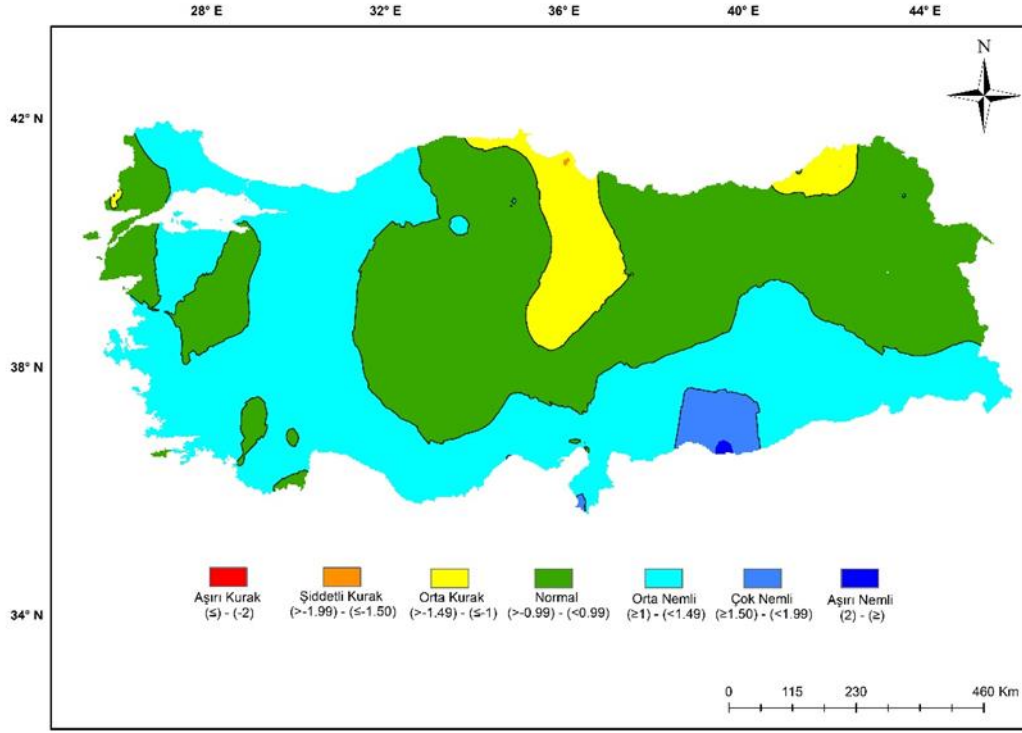 28° E 32° E 36° E 40° E 44° E
N
42° N
38° N
34° N
Aşırı Kurak
(≤) - (-2)
Şiddetli Kurak
(>-1.99) - (≤-1.50)
Orta Kurak
(>-1.49) - (≤-1)
Normal
(>-0.99) - (<0.99)
Orta Nemli
(≥1) - (<1.49)
Çok Nemli
(≥1.50) - (<1.99)
Aşırı Nemli
(2) - (≥)
0 115 230 460 Km